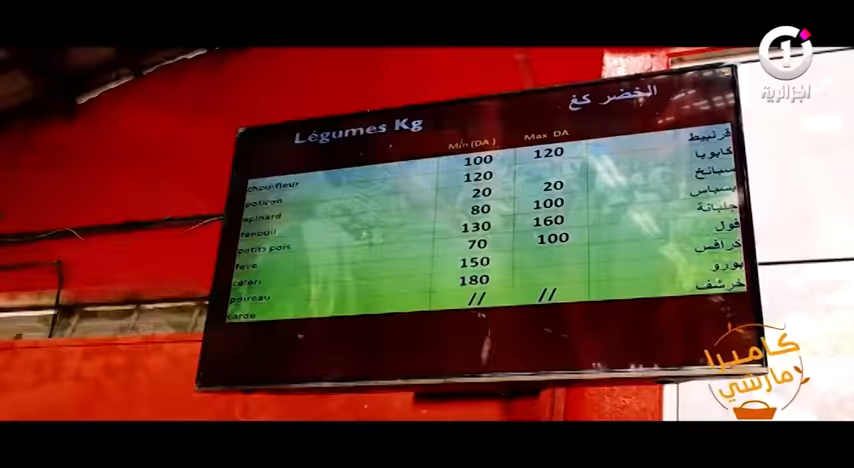 1
الجزائرية
Légumes Kg الخضر كغ
Min (DA) Max DA
chou-fleur 100 120 قرنبيط
potiron 120 كابويا
epinard 20 20 سبانخ
fenouil 80 100 بسباس
petits pois 130 160 جلبانة
feve 70 100 فول
celeri 150 كرافس
poireau 180 بورو
carde // // خرشف
كاميرا
مارشي